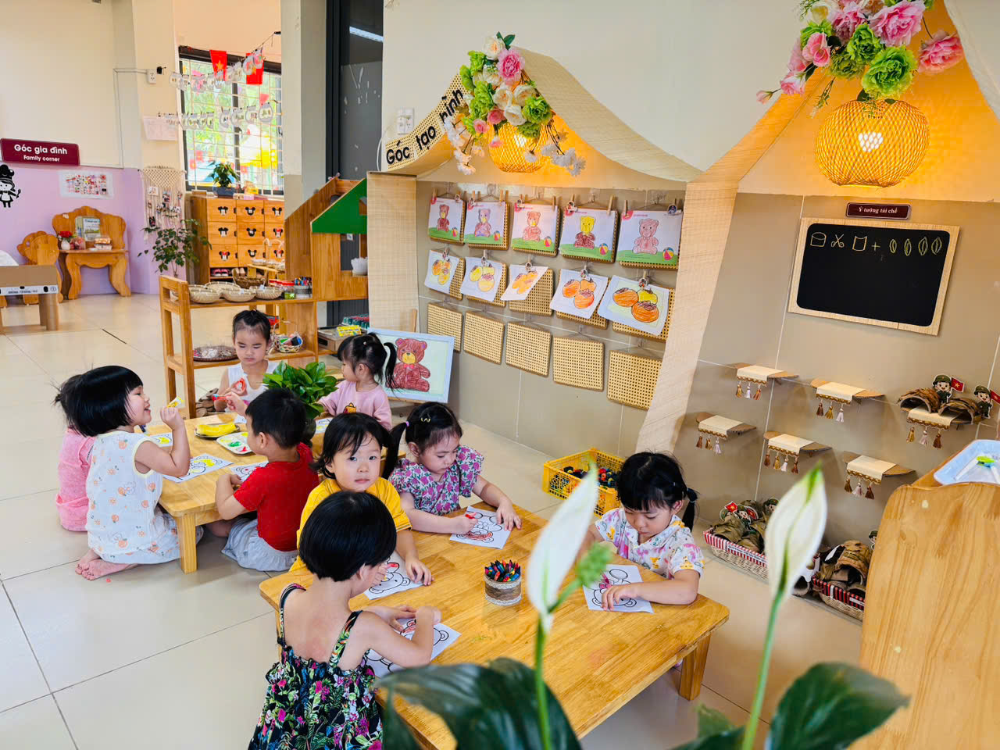 Góc gia đình
Family corner
Góc tạo hình
Ý tưởng tái chế